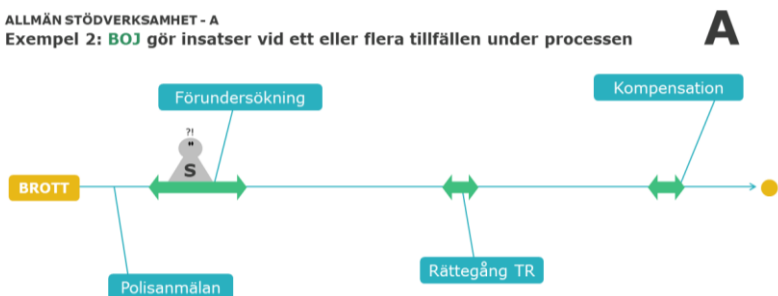 ALLMÄN STÖDVERKSAMHET - A
Exempel 2: BOJ gör insatser vid ett eller flera tillfällen under processen
A
Kompensation
Förundersökning
?!
S
BROTT
Rättegång TR
Polisanmälan